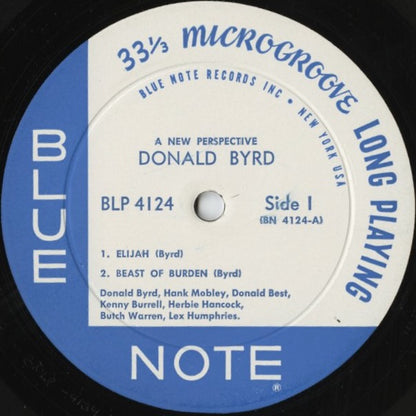 33⅓ MICROGROOVE LONG PLAYING
BLUE NOTE RECORDS INC • NEW YORK USA
A NEW PERSPECTIVE
DONALD BYRD
BLP 4124
Side 1
(BN 4124-A)
1. ELIJAH (Byrd)
2. BEAST OF BURDEN (Byrd)
Donald Byrd, Hank Mobley, Donald Best,
Kenny Burrell, Herbie Hancock,
Butch Warren, Lex Humphries.
BLUE
NOTE ®